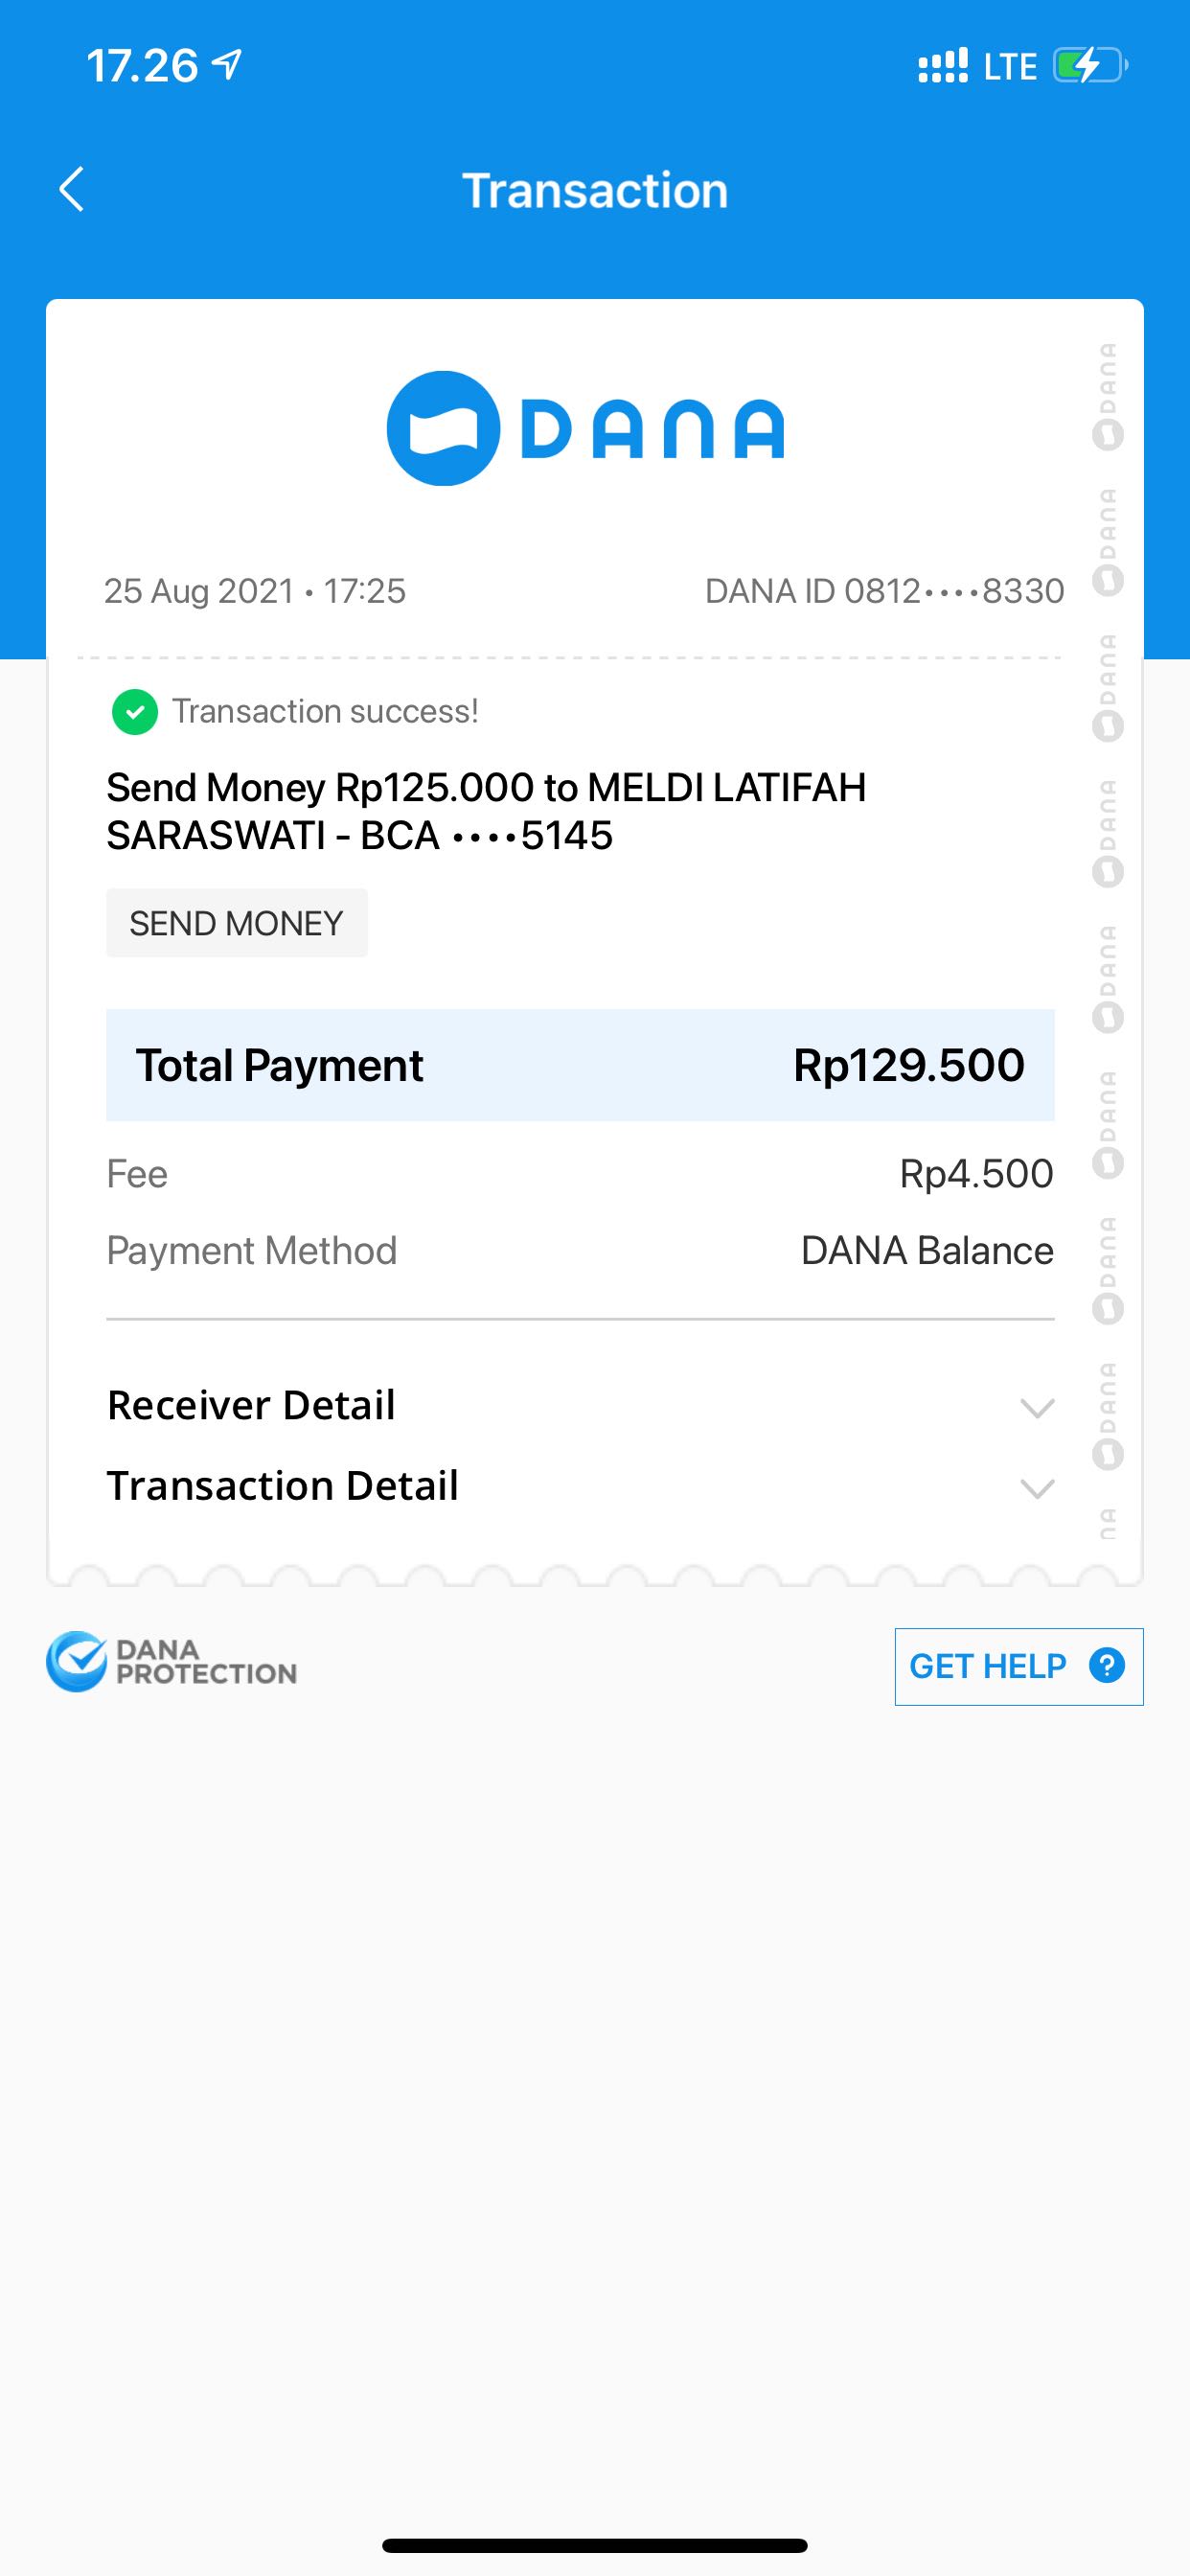 17.26
LTE
Transaction
DANA
25 Aug 2021 • 17:25
DANA ID 0812••••8330
Transaction success!
Send Money Rp125.000 to MELDI LATIFAH
SARASWATI - BCA ••••5145
SEND MONEY
Total Payment
Rp129.500
Fee
Rp4.500
Payment Method
DANA Balance
Receiver Detail
Transaction Detail
DANA
DANA
DANA
DANA
DANA
DANA
DANA
DANA
NA
DANA
PROTECTION
GET HELP ?